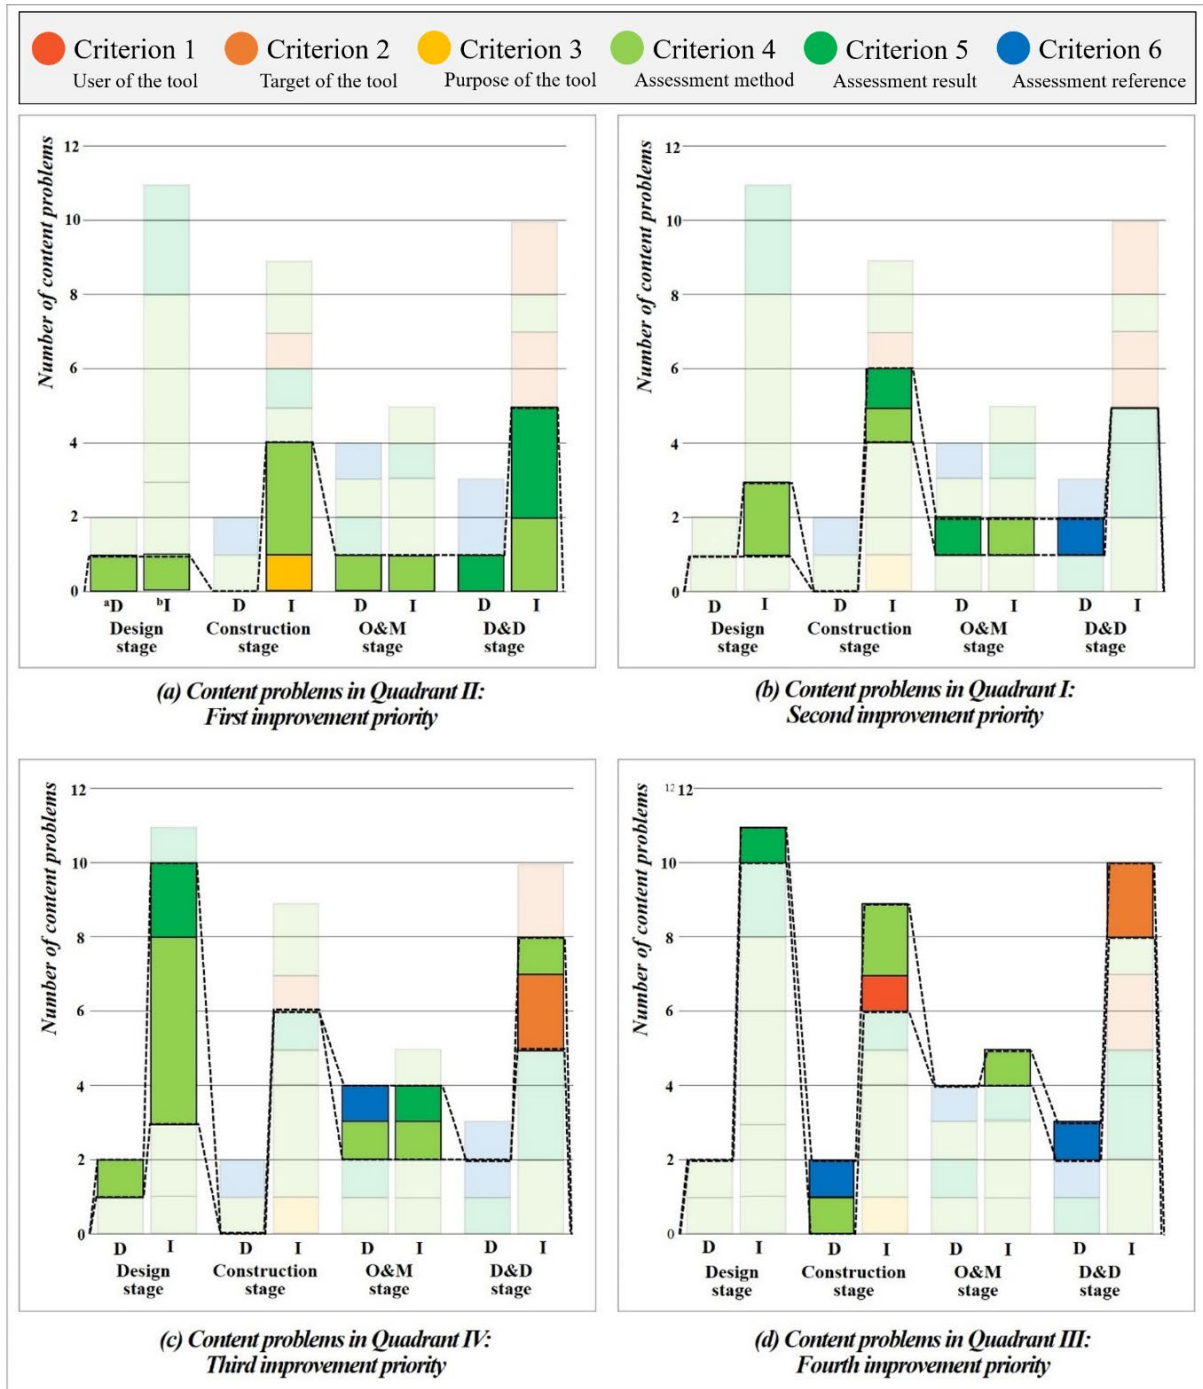 Criterion 1 Criterion 2 Criterion 3 Criterion 4 Criterion 5 Criterion 6
User of the tool Target of the tool Purpose of the tool Assessment method Assessment result Assessment reference
Number of content problems
12
10
8
6
4
2
0
aD bI D I D I D I
Design stage Construction stage O&M stage D&D stage
(a) Content problems in Quadrant II:
First improvement priority
Number of content problems
12
10
8
6
4
2
0
D I D I D I D I
Design stage Construction stage O&M stage D&D stage
(b) Content problems in Quadrant I:
Second improvement priority
Number of content problems
12
10
8
6
4
2
0
D I D I D I D I
Design stage Construction stage O&M stage D&D stage
(c) Content problems in Quadrant IV:
Third improvement priority
Number of content problems
12 12
10
8
6
4
2
0
D I D I D I D I
Design stage Construction stage O&M stage D&D stage
(d) Content problems in Quadrant III:
Fourth improvement priority